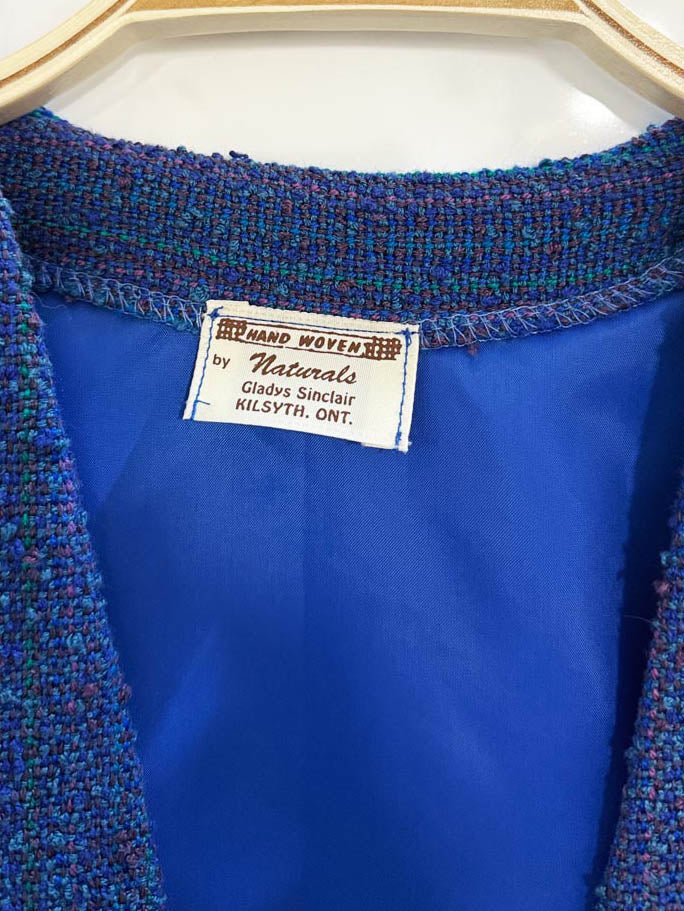 HAND WOVEN
by Naturals
Gladys Sinclair
KILSYTH. ONT.